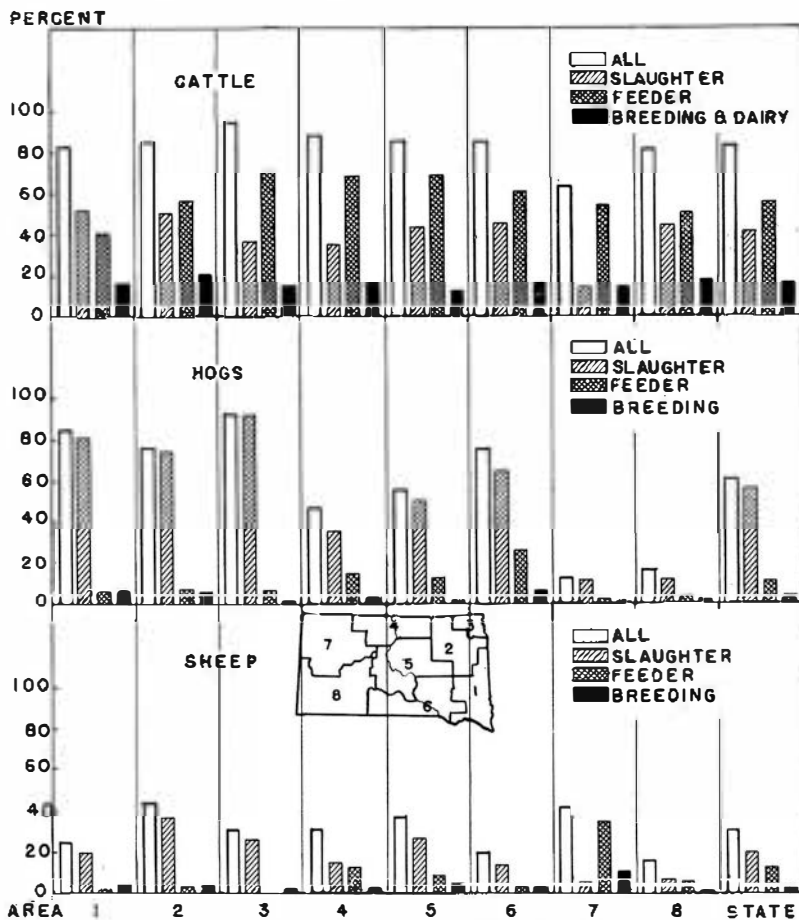 PERCENT
CATTLE
ALL
SLAUGHTER
FEEDER
BREEDING & DAIRY
100
80
60
40
20
0
HOGS
ALL
SLAUGHTER
FEEDER
BREEDING
100
80
60
40
20
0
SHEEP
ALL
SLAUGHTER
FEEDER
BREEDING
7
4
3
2
5
8
6
1
100
80
60
40
20
0
AREA 1 2 3 4 5 6 7 8 STATE